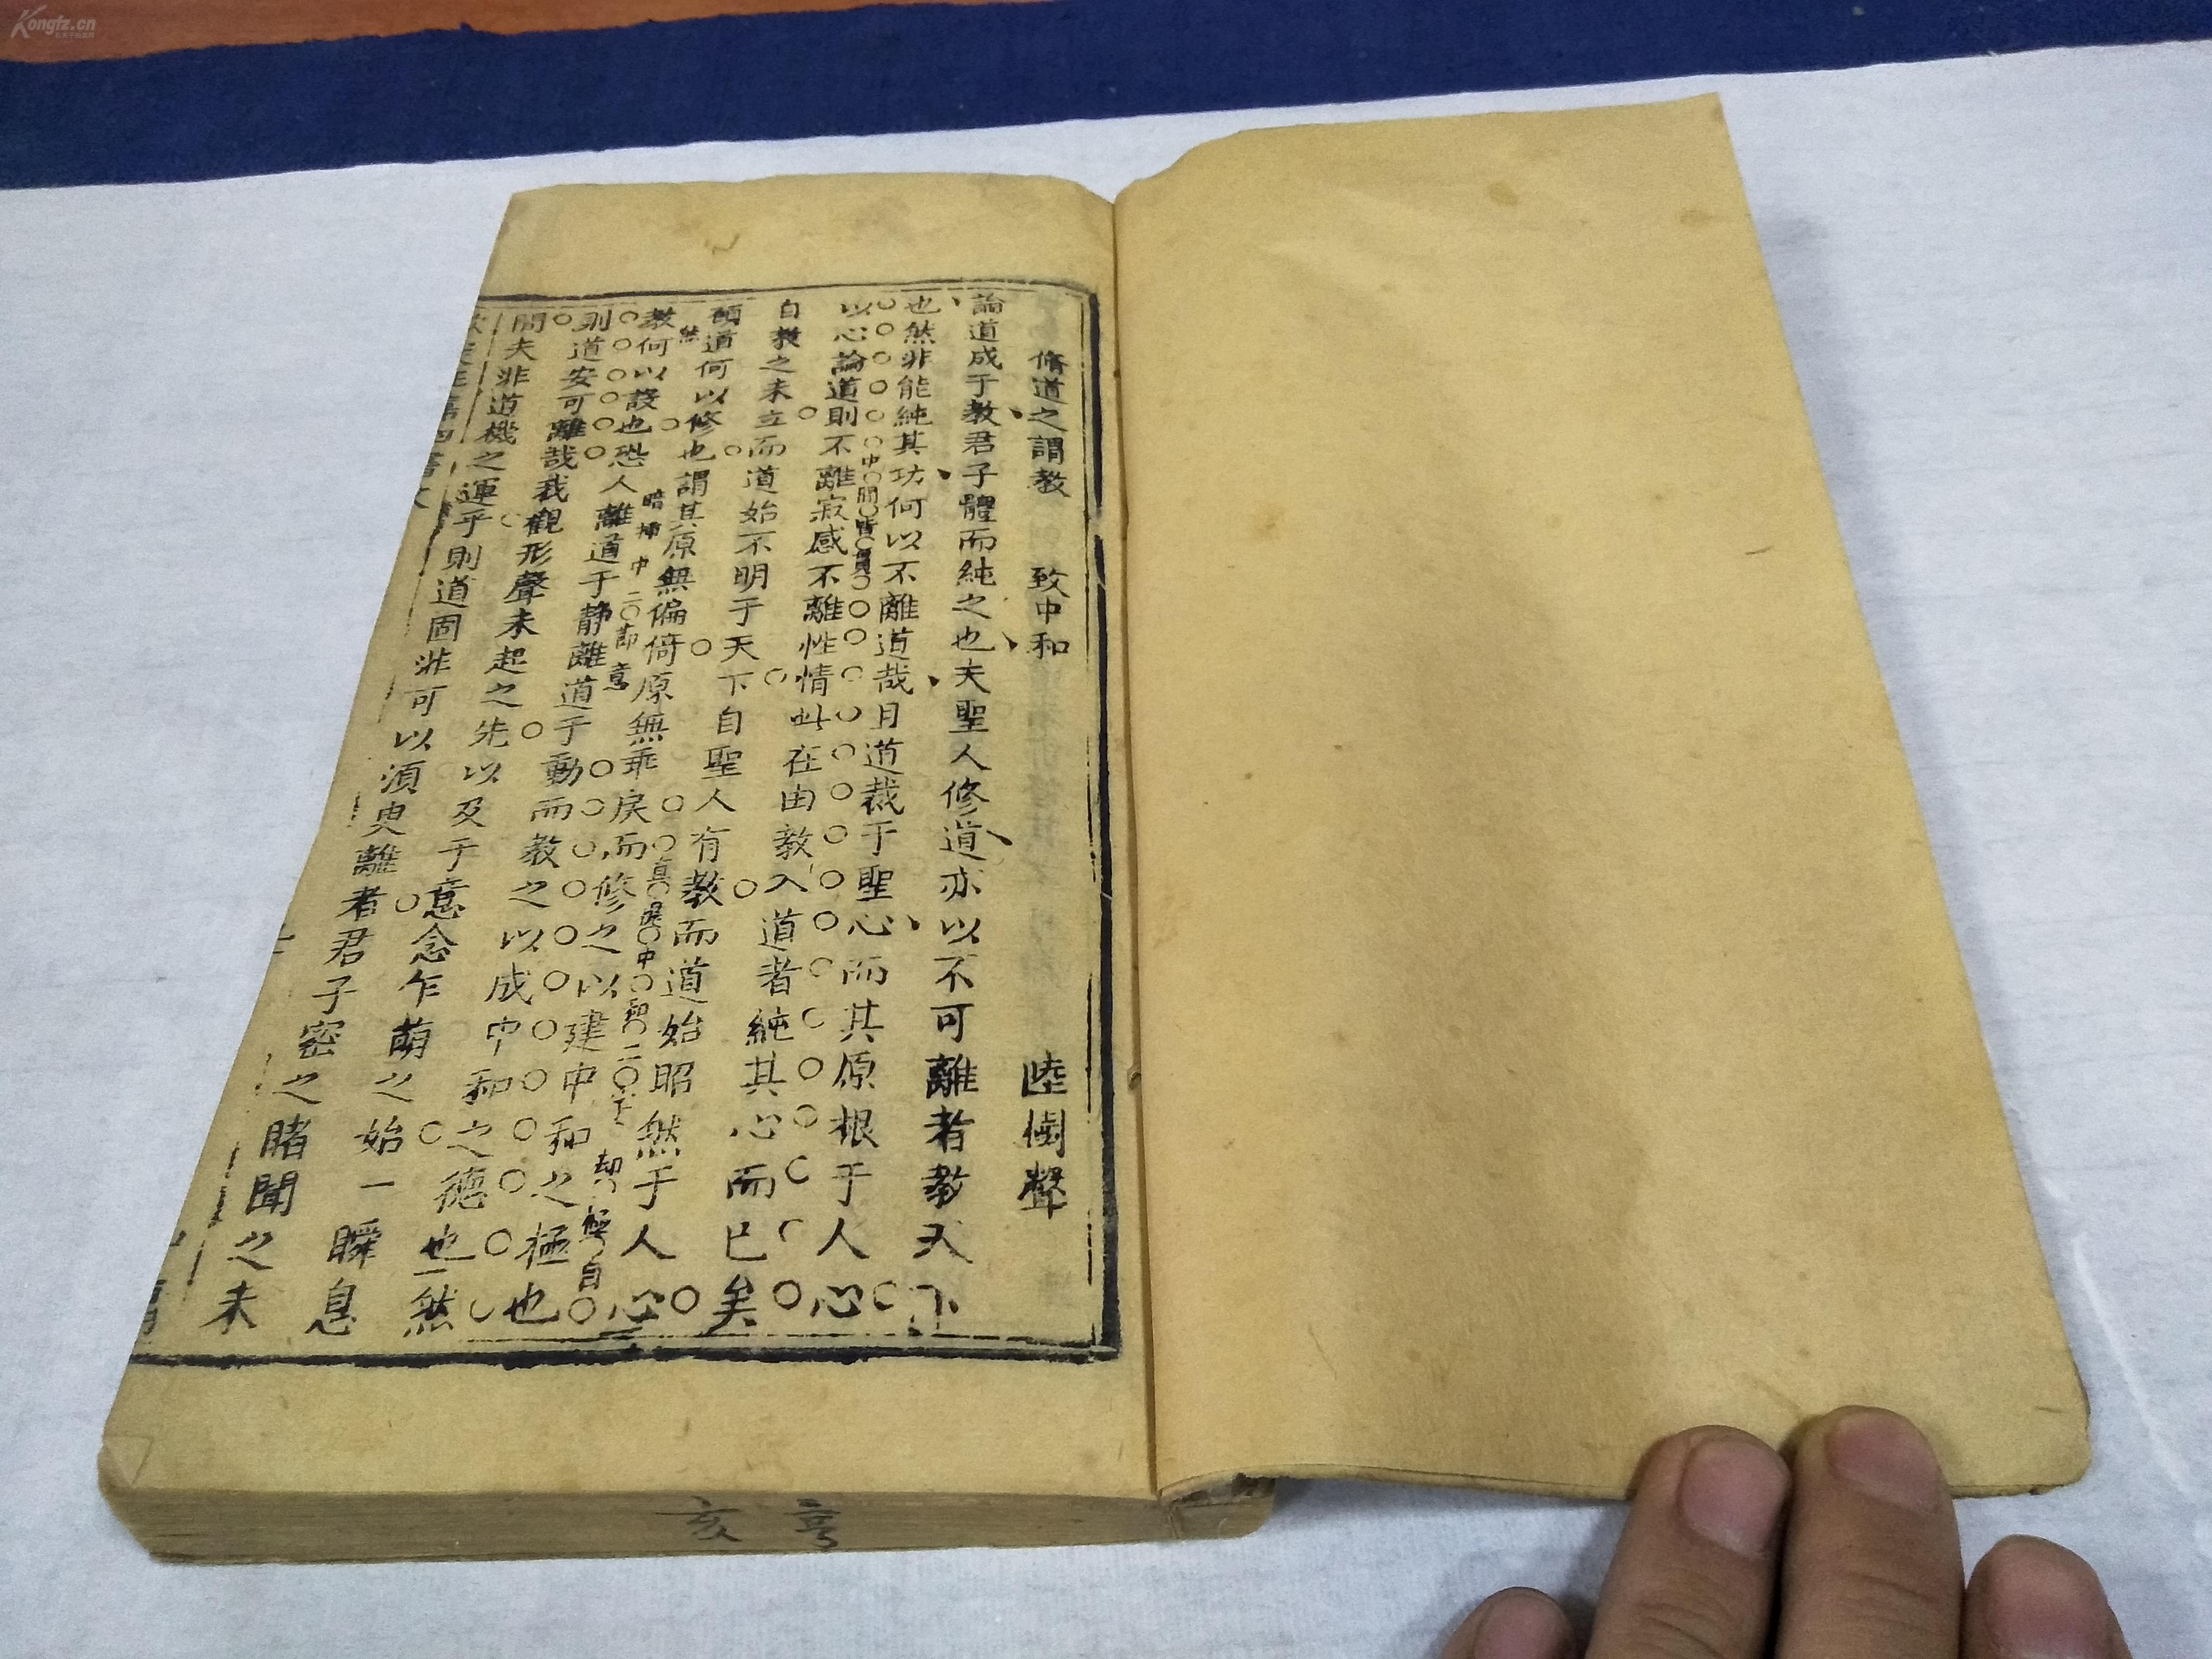 修道之謂教 致中和 陸樹聲
論道成于教君子體而純之也夫聖人修道亦以不可離者教天下
也然非能純其功何以不離道哉且道裁于聖心而其原根于人心
中 間 皆 是
以心論道則不離寂感不離性情此在由教入道者純其心而已矣
自教之未立而道始不明于天下自聖人有教而道始昭然于人心
顧道何以修也謂其原無偏倚原無乖戾而修之以建中和之極也
教何以設也恐人離道于静離道于動而教之以成中和之德也然
則道安可離哉我觀形聲未起之先以及于意念乍萌之始一瞬息
間夫非道機之運乎則道固非可以須臾離者君子密之睹聞之未
亥 亨
Kongfz.cn